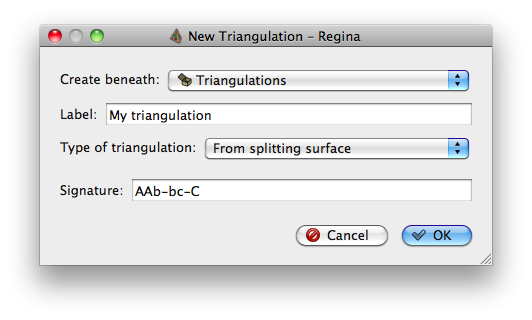 New Triangulation – Regina
Create beneath: Triangulations
Label: My triangulation
Type of triangulation: From splitting surface
Signature: AAb-bc-C
Cancel OK